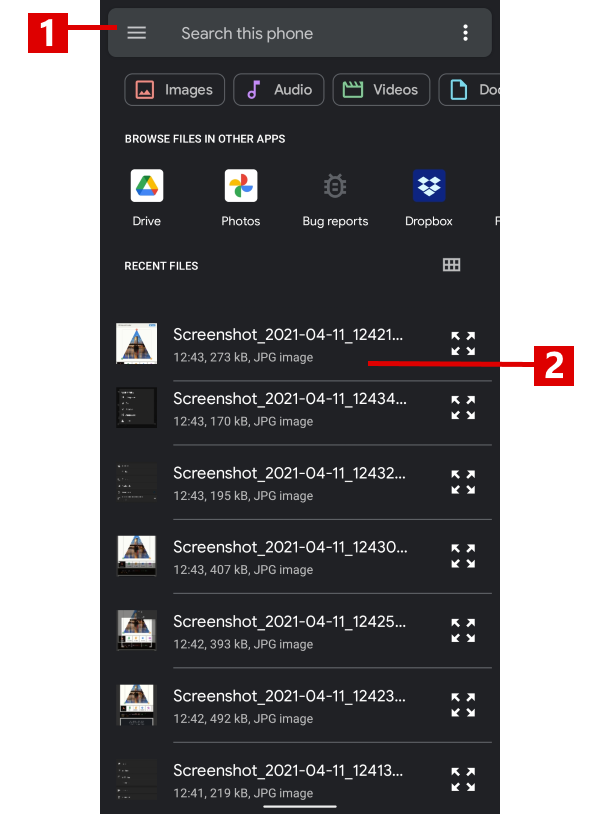 1
Search this phone
Images Audio Videos Doc
BROWSE FILES IN OTHER APPS
Drive Photos Bug reports Dropbox F
RECENT FILES
Screenshot_2021-04-11_12421...
12:43, 273 kB, JPG image
2
Screenshot_2021-04-11_12434...
12:43, 170 kB, JPG image
Screenshot_2021-04-11_12432...
12:43, 195 kB, JPG image
Screenshot_2021-04-11_12430...
12:43, 407 kB, JPG image
Screenshot_2021-04-11_12425...
12:42, 393 kB, JPG image
Screenshot_2021-04-11_12423...
12:42, 492 kB, JPG image
Screenshot_2021-04-11_12413...
12:41, 219 kB, JPG image